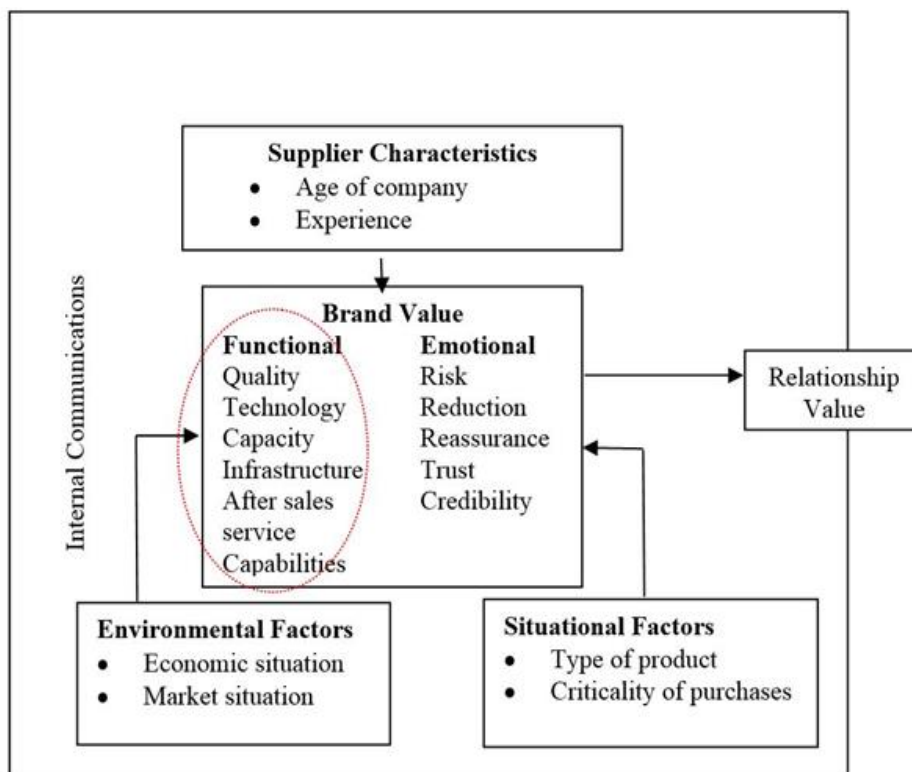 Supplier Characteristics
• Age of company
• Experience
Internal Communications
Brand Value
Functional
Quality
Technology
Capacity
Infrastructure
After sales
service
Capabilities
Emotional
Risk
Reduction
Reassurance
Trust
Credibility
Relationship
Value
Environmental Factors
• Economic situation
• Market situation
Situational Factors
• Type of product
• Criticality of purchases